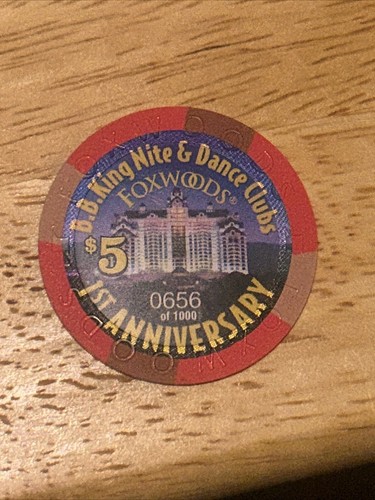 B.B. King Nite & Dance Clubs
FOXWOODS®
$5
0656
of 1000
1ST ANNIVERSARY